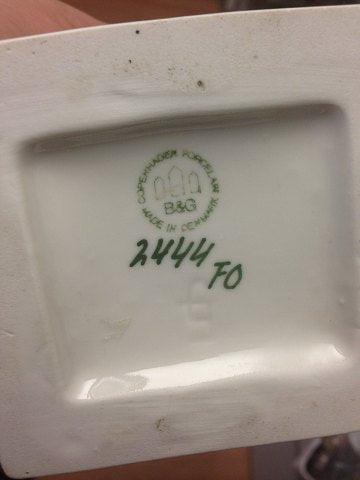 COPENHAGEN PORCELAIN
B&G
MADE IN DENMARK
2444
FO